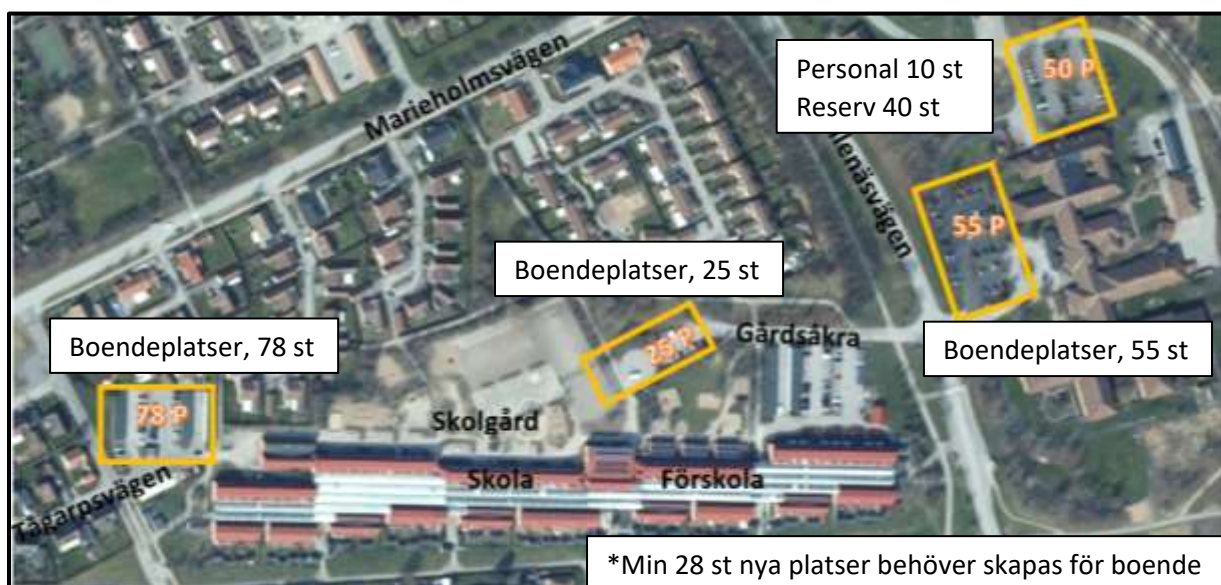 Marieholmsvägen
Personal 10 st
Reserv 40 st
50 P
55 P
Boendeplatser, 25 st
Boendeplatser, 78 st
25 P
Gårdsåkra
Boendeplatser, 55 st
78 P
Skolgård
Skola
Förskola
Tågarpsvägen
*Min 28 st nya platser behöver skapas för boende